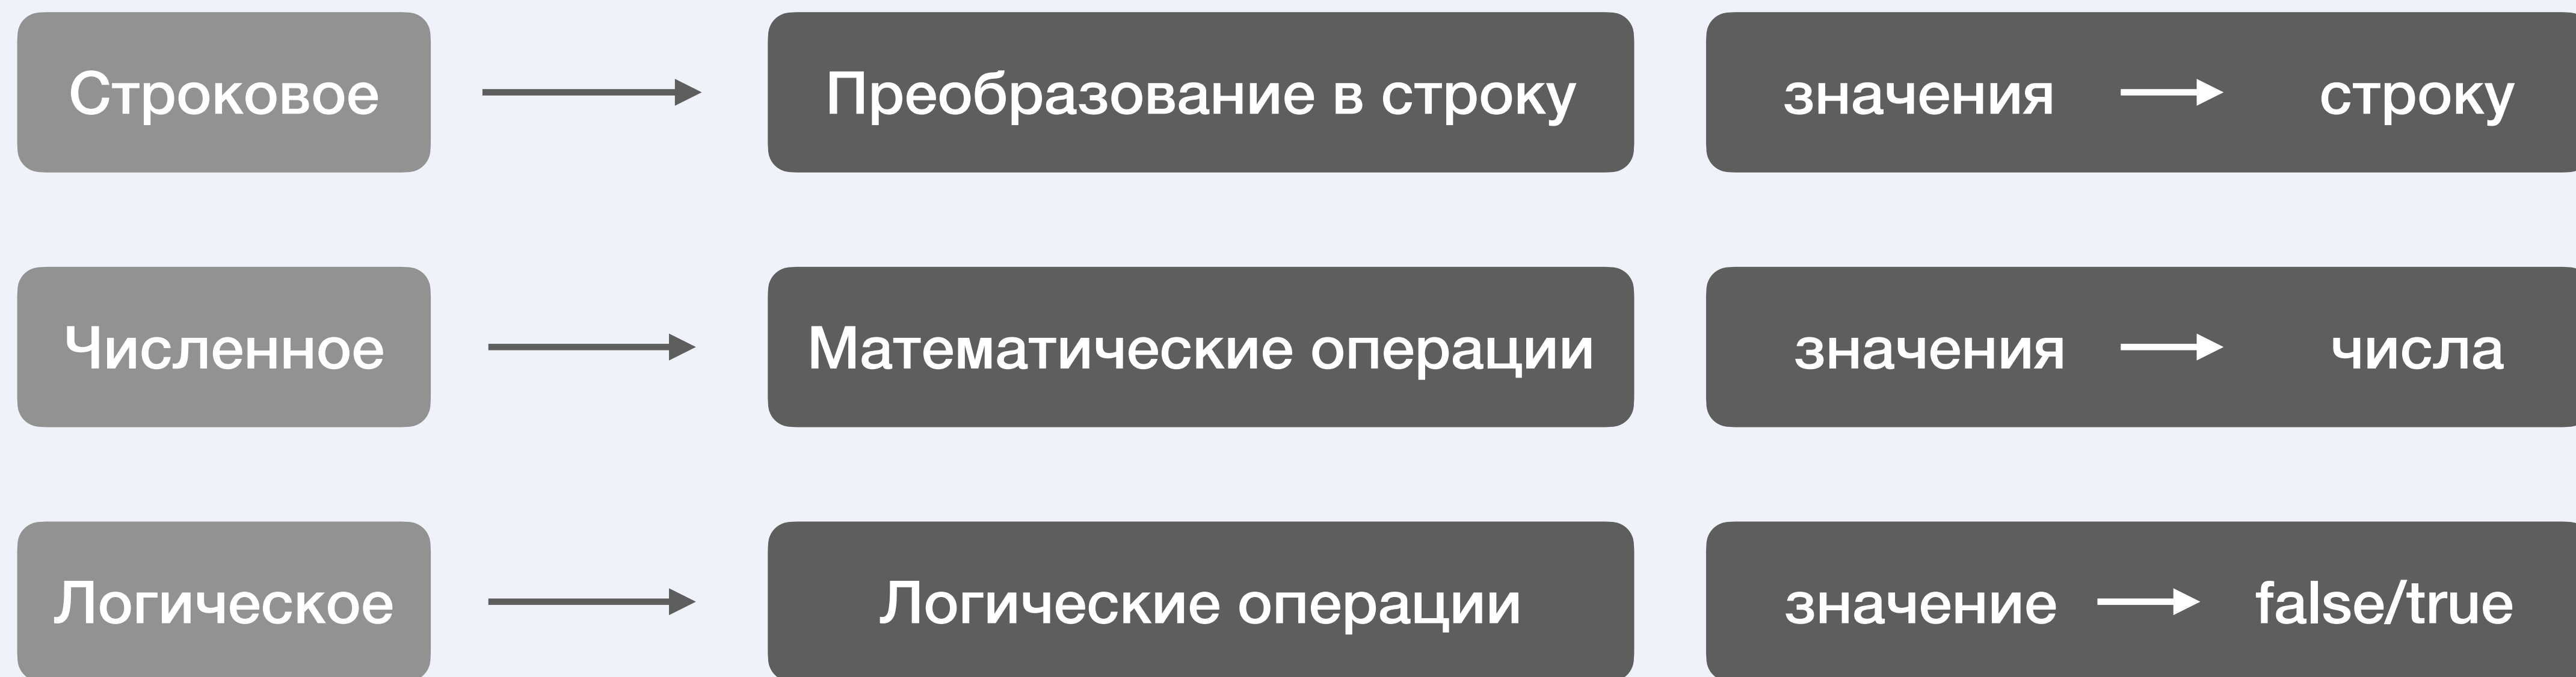 Строковое Преобразование в строку значения строку
Численное Математические операции значения числа
Логическое Логические операции значение false/true